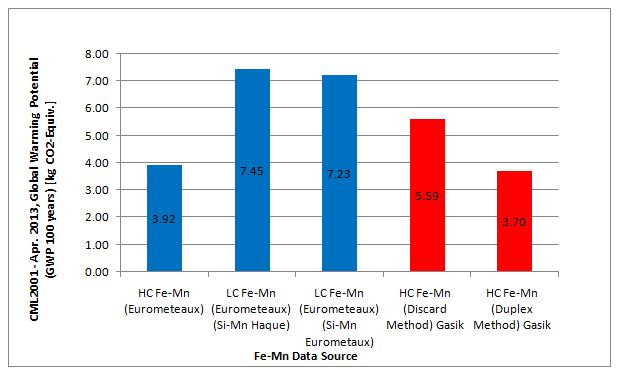 CML2001- Apr. 2013, Global Warming Potential
(GWP 100 years) [kg CO2-Equiv.]
8.00
7.00
6.00
5.00
4.00
3.00
2.00
1.00
0.00
3.92
7.45
7.23
5.59
3.70
HC Fe-Mn
(Eurometeaux)
LC Fe-Mn
(Eurometeaux)
(Si-Mn Haque)
LC Fe-Mn
(Eurometeaux)
(Si-Mn
Eurometaux)
HC Fe-Mn
(Discard
Method) Gasik
HC Fe-Mn
(Duplex
Method) Gasik
Fe-Mn Data Source